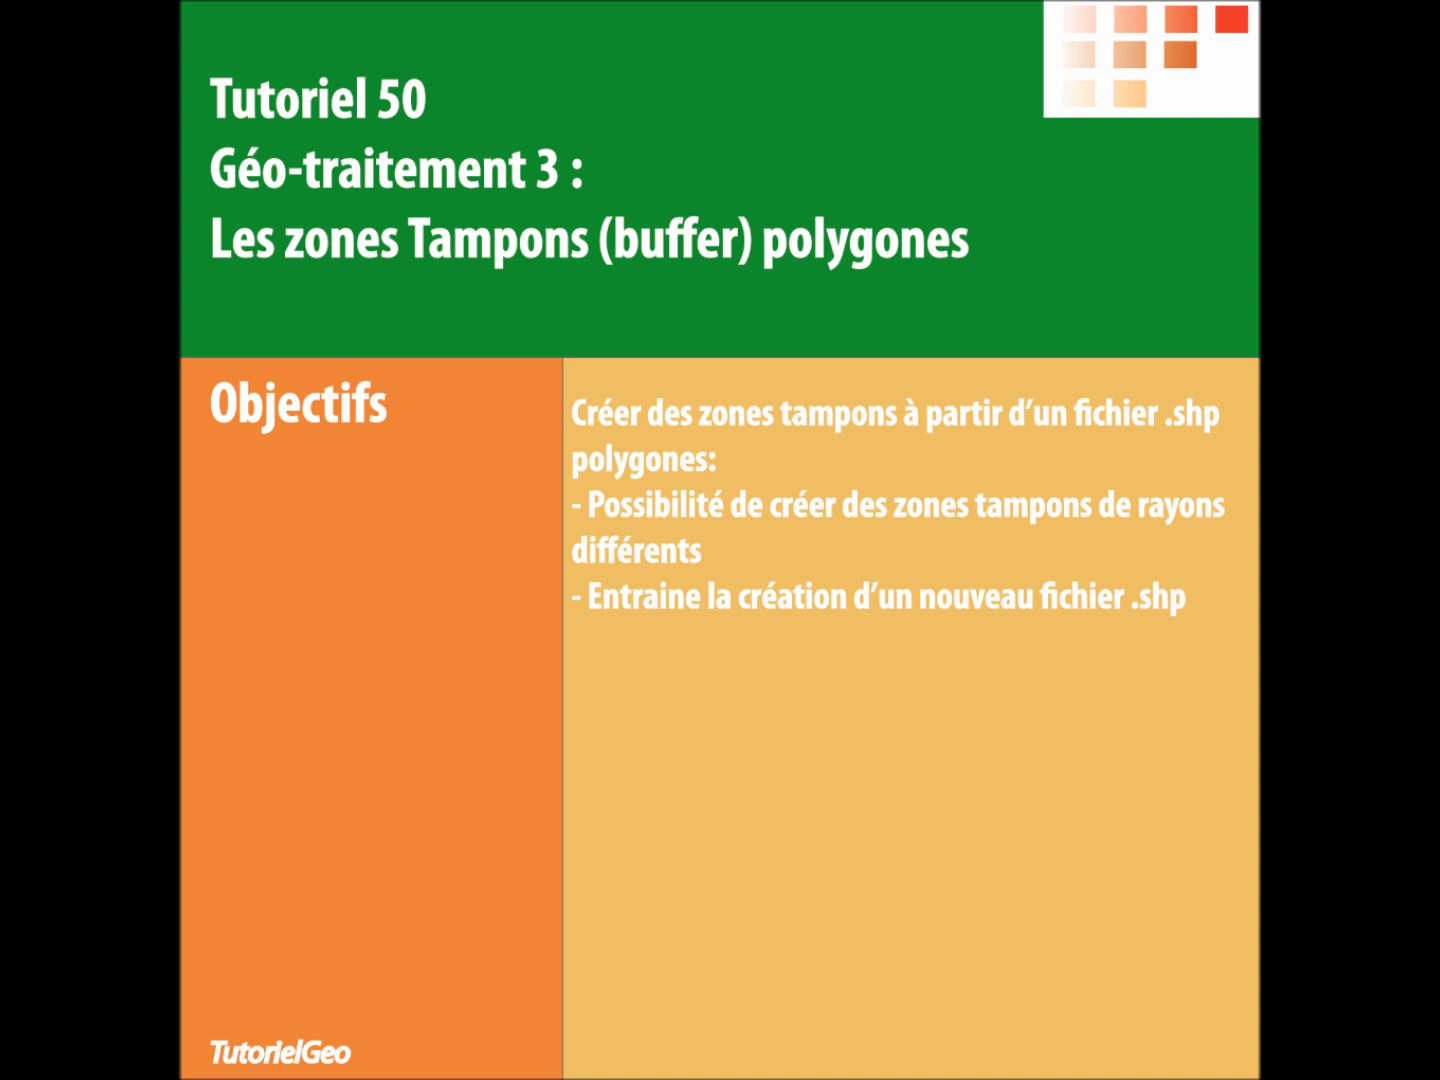 Tutoriel 50
Géo-traitement 3 :
Les zones Tampons (buffer) polygones
Objectifs
Créer des zones tampons à partir d’un fichier .shp
polygones:
- Possibilité de créer des zones tampons de rayons
différents
- Entraine la création d’un nouveau fichier .shp
TutorielGeo